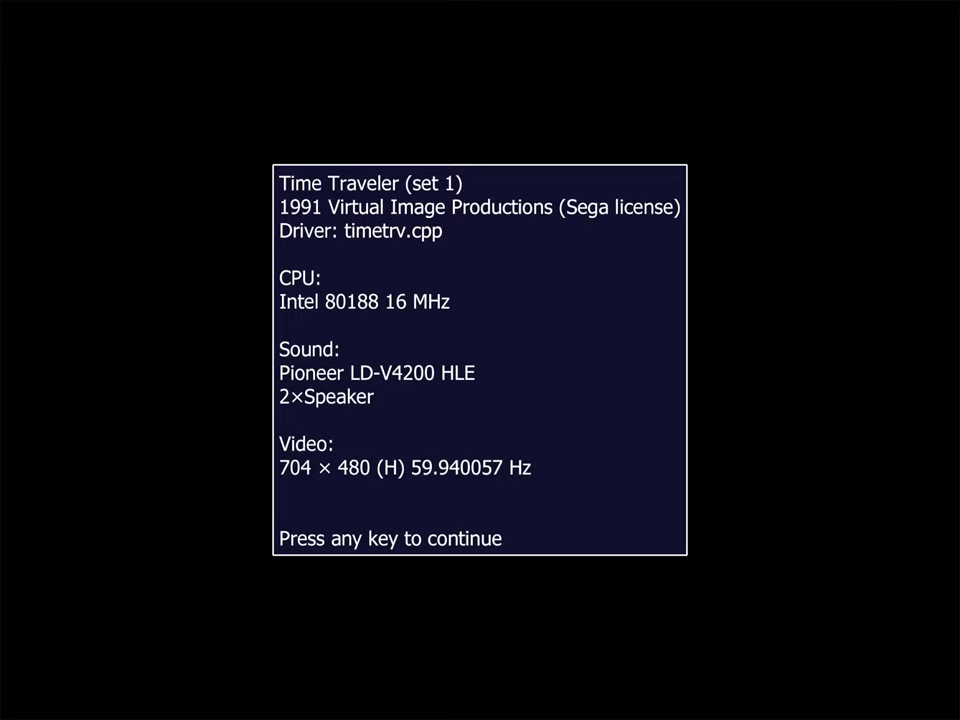 Time Traveler (set 1)
1991 Virtual Image Productions (Sega license)
Driver: timetrv.cpp
CPU:
Intel 80188 16 MHz
Sound:
Pioneer LD-V4200 HLE
2×Speaker
Video:
704 × 480 (H) 59.940057 Hz
Press any key to continue